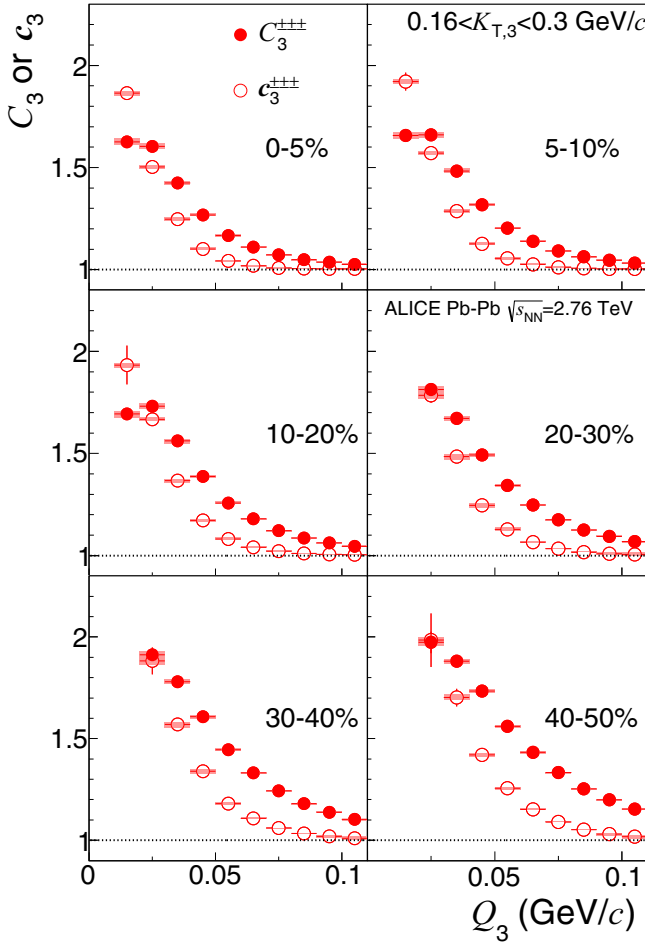 C₃ or c₃
0.16<K_T,3<0.3 GeV/c
C₃^±±±
c₃^±±±
0-5%
5-10%
2
1.5
1
ALICE Pb-Pb √s_NN=2.76 TeV
10-20%
20-30%
2
1.5
1
30-40%
40-50%
2
1.5
1
0 0.05 0.1 0.05 0.1
Q₃ (GeV/c)